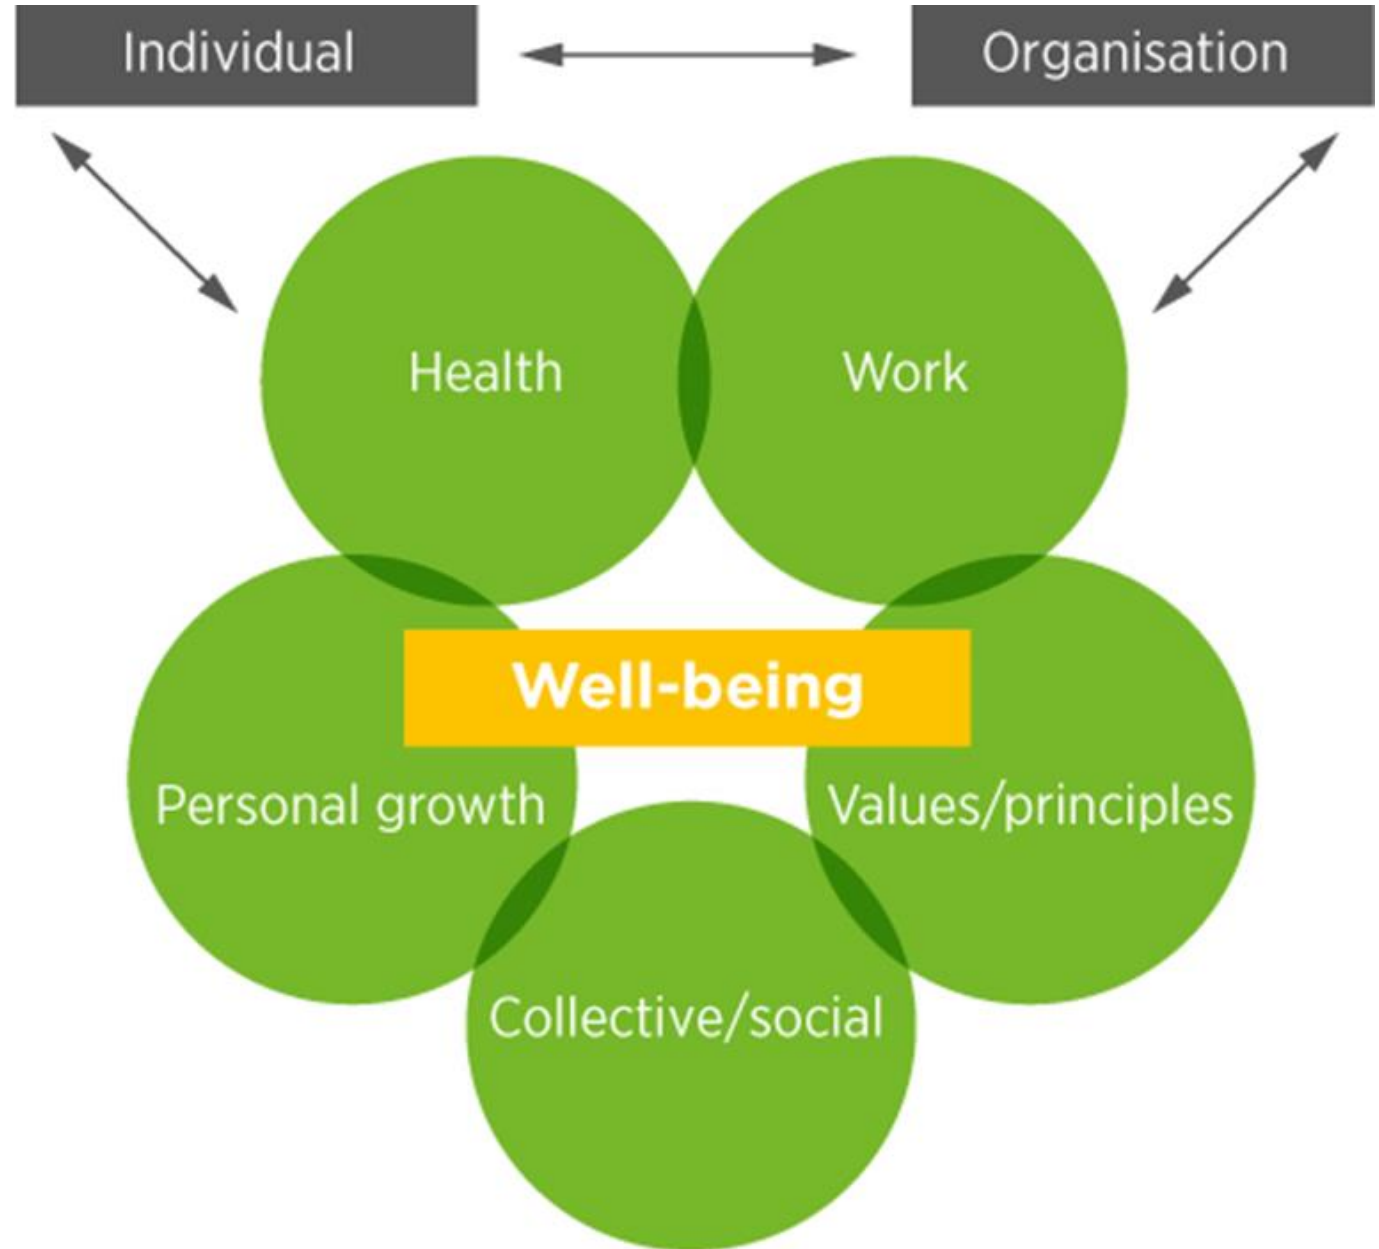 Individual
Organisation
Health
Work
Well-being
Personal growth
Values/principles
Collective/social